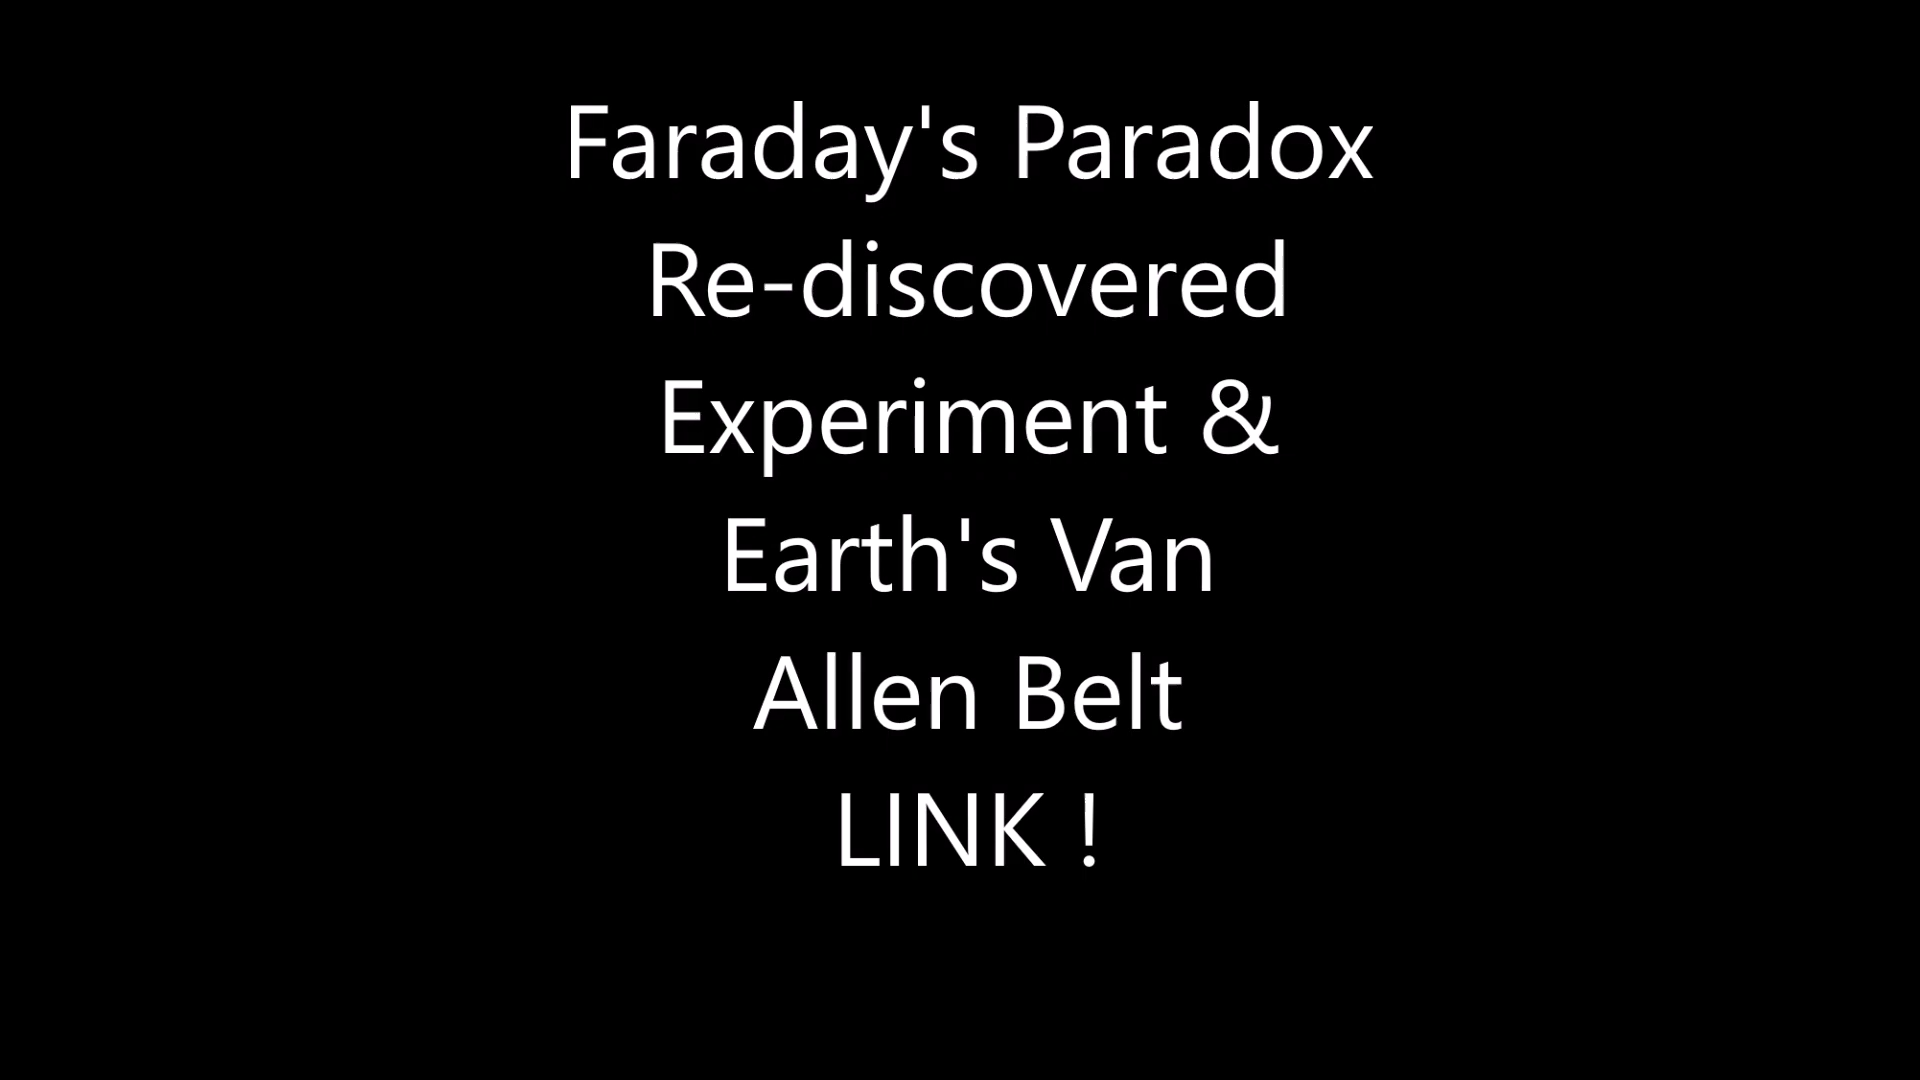 Faraday's Paradox
Re-discovered
Experiment &
Earth's Van
Allen Belt
LINK !